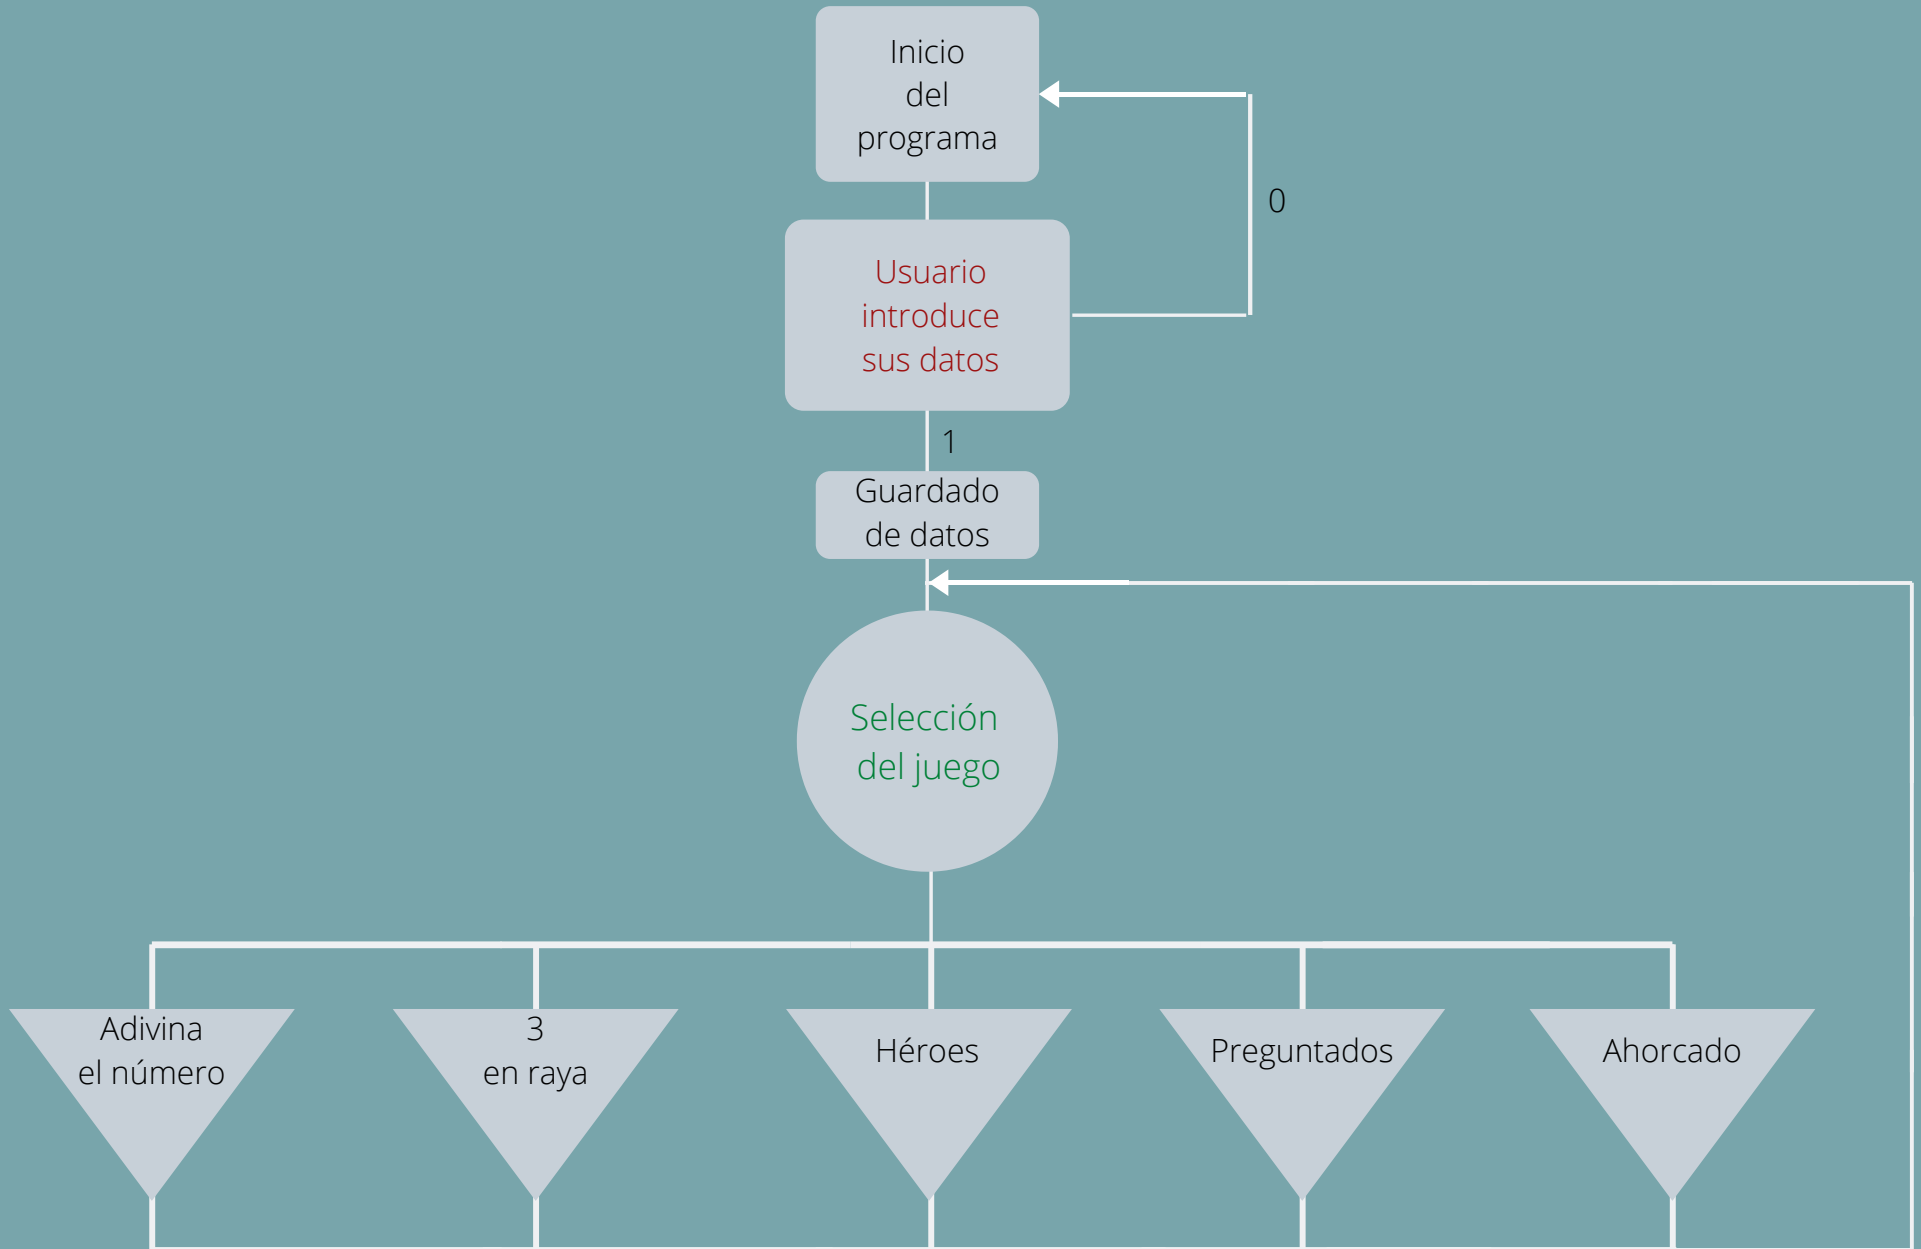 Inicio
del
programa
0
Usuario
introduce
sus datos
1
Guardado
de datos
Selección
del juego
Adivina
el número
3
en raya
Héroes
Preguntados
Ahorcado